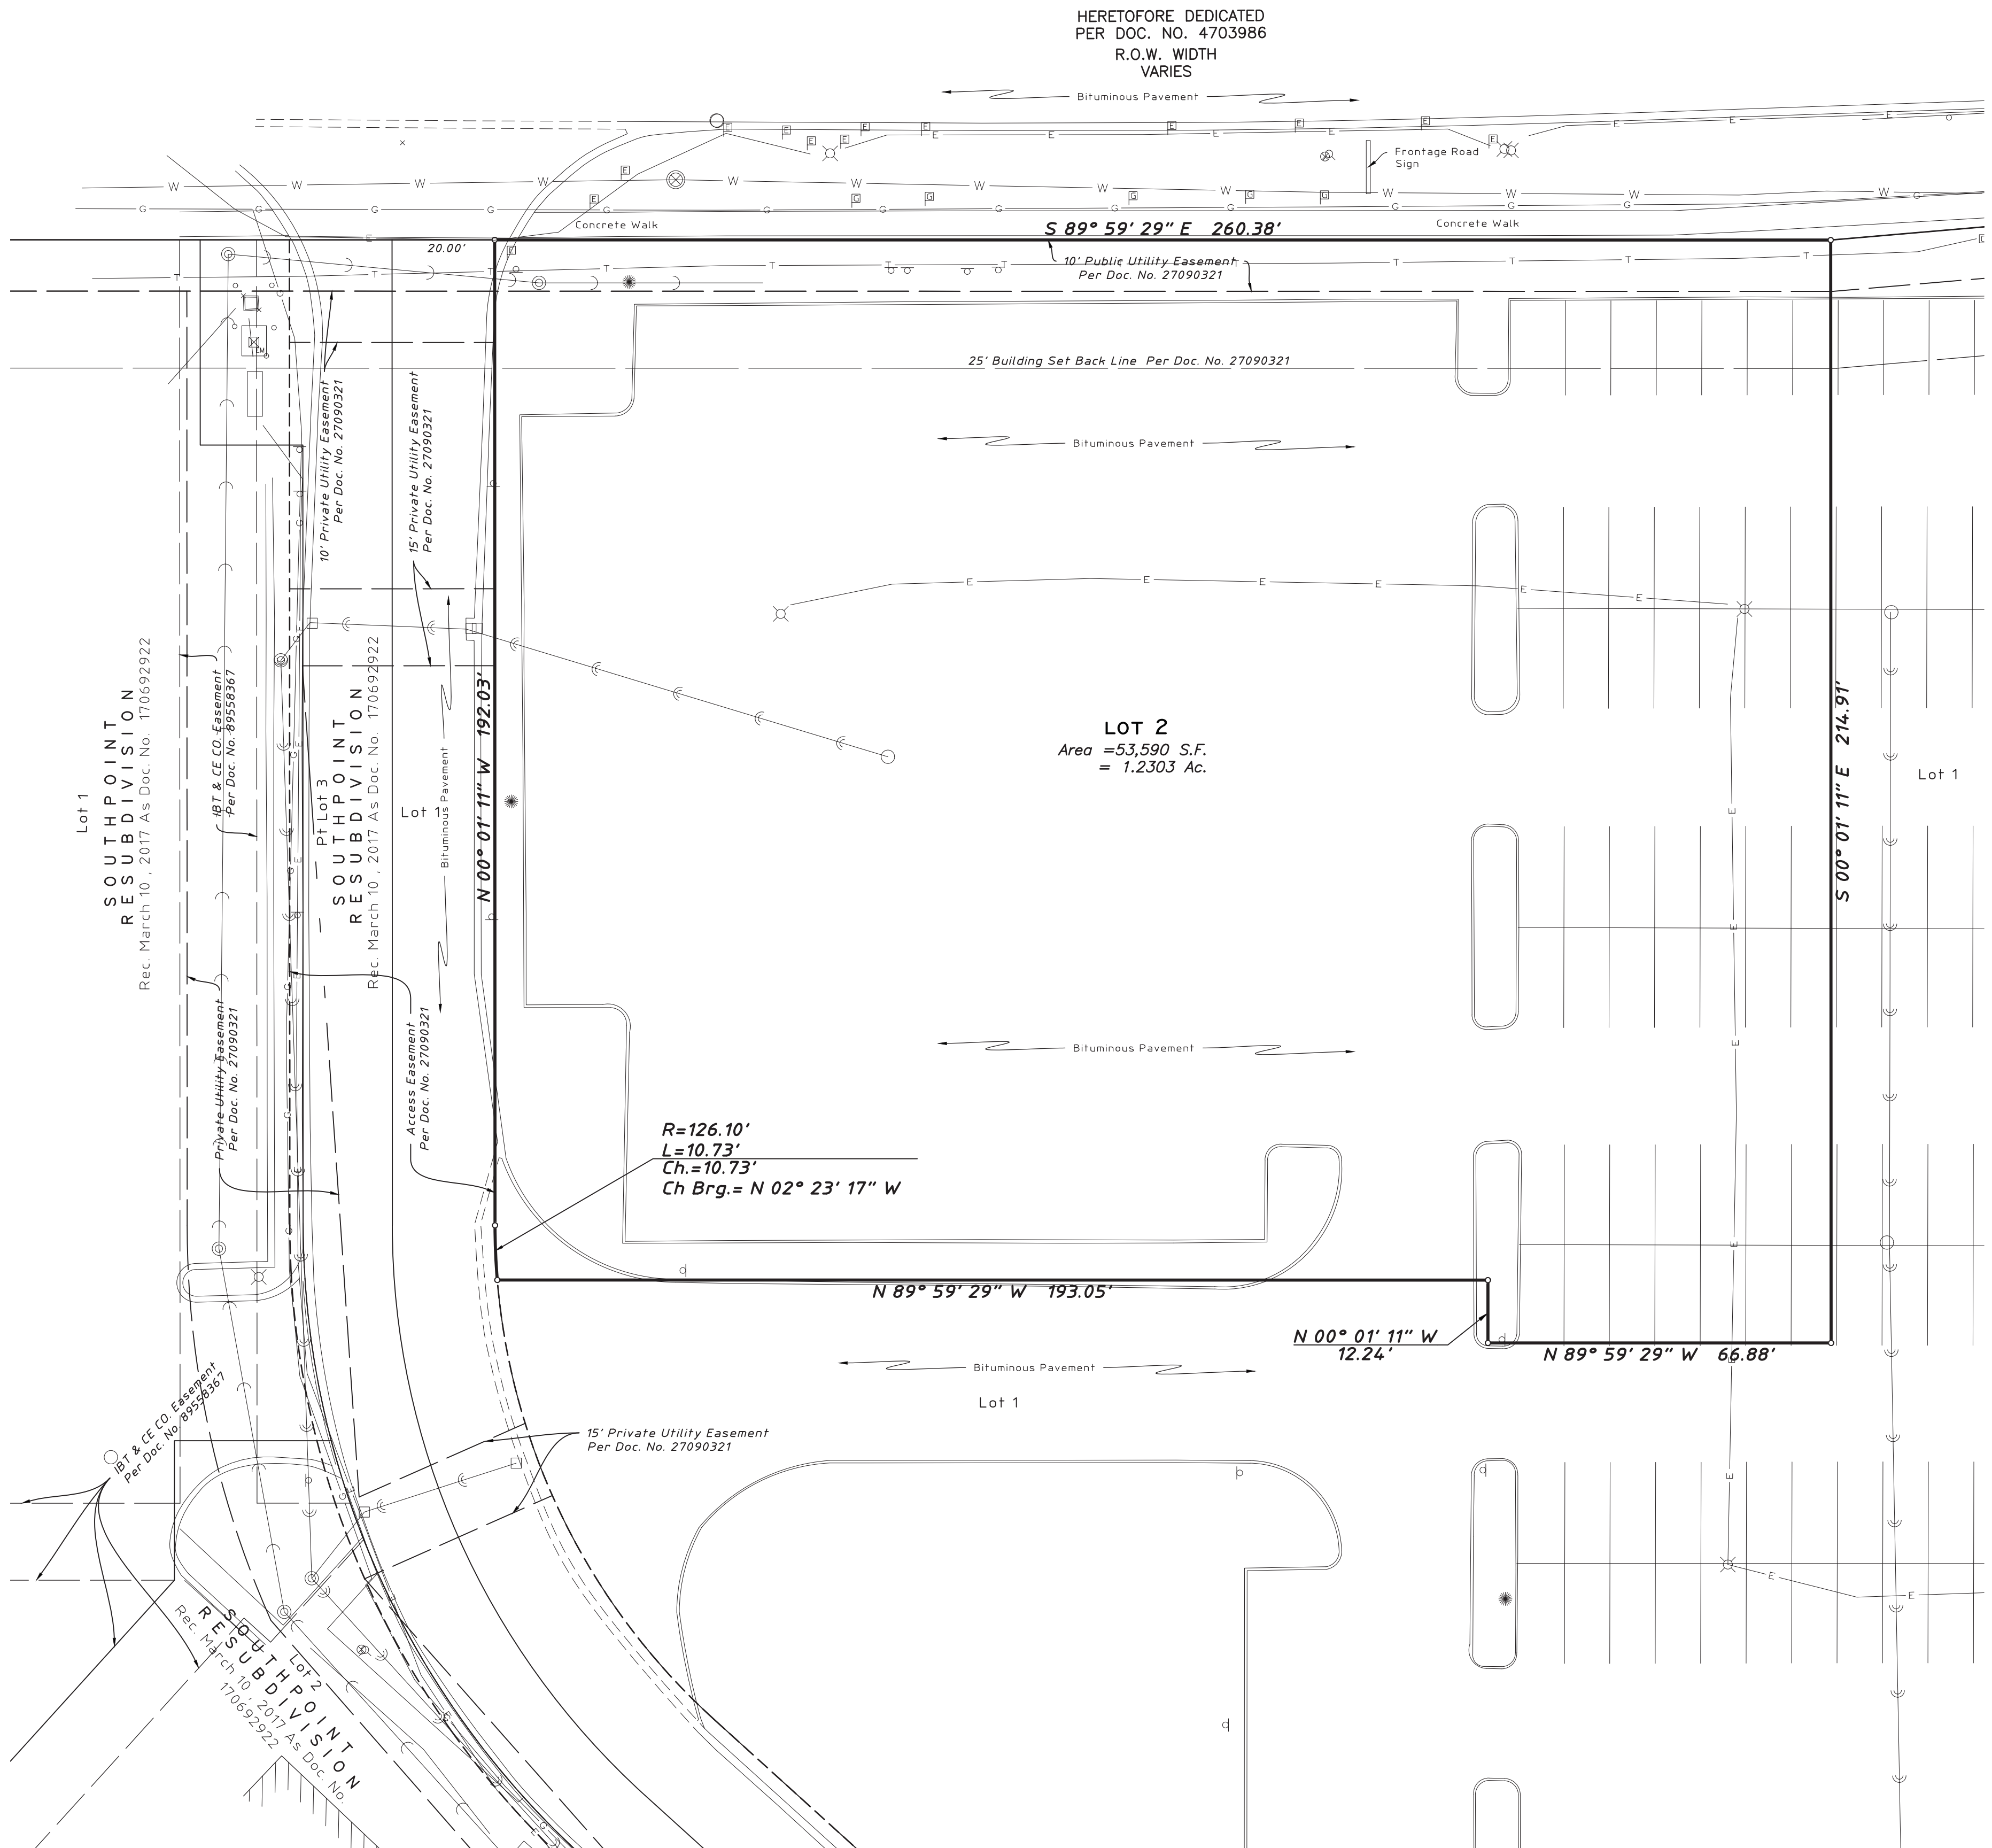 HERETOFORE DEDICATED
PER DOC. NO. 4703986
R.O.W. WIDTH
VARIES
Bituminous Pavement
Frontage Road
Sign
Concrete Walk
S 89° 59' 29" E 260.38'
Concrete Walk
20.00'
10' Public Utility Easement
Per Doc. No. 27090321
25' Building Set Back Line Per Doc. No. 27090321
10' Private Utility Easement
Per Doc. No. 27090321
15' Private Utility Easement
Per Doc. No. 27090321
Bituminous Pavement
Lot 1
SOUTHPOINT
RESUBDIVISION
Rec. March 10 , 2017 As Doc. No. 170692922
IBT & CE CO. Easement
Per Doc. No. 89558367
Pt Lot 3
SOUTHPOINT
RESUBDIVISION
Rec. March 10 , 2017 As Doc. No. 170692922
Lot 1
Bituminous Pavement
N 00° 01' 11" W 192.03'
LOT 2
Area =53,590 S.F.
= 1.2303 Ac.
S 00° 01' 11" E 214.91'
Lot 1
Private Utility Easement
Per Doc. No. 27090321
Access Easement
Per Doc. No. 27090321
Bituminous Pavement
R=126.10'
L=10.73'
Ch.=10.73'
Ch Brg.= N 02° 23' 17" W
N 89° 59' 29" W 193.05'
N 00° 01' 11" W
12.24'
N 89° 59' 29" W 66.88'
Bituminous Pavement
Lot 1
IBT & CE CO. Easement
Per Doc. No. 89558367
15' Private Utility Easement
Per Doc. No. 27090321
Lot 2
SOUTHPOINT
RESUBDIVISION
Rec. March 10 , 2017 As Doc. No.
170692922